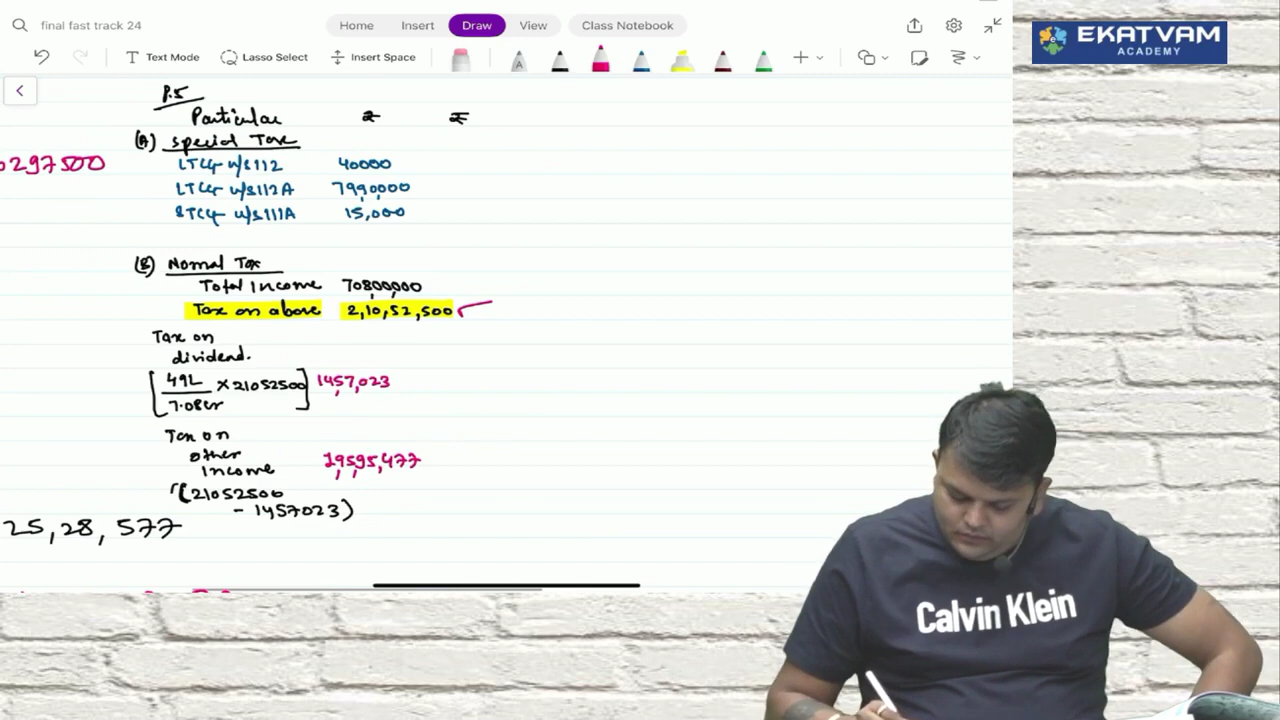 final fast track 24
Home Insert Draw View Class Notebook
EKATVAM
ACADEMY
Text Mode Lasso Select Insert Space
P.5
Particular ₹ ₹
(A) Special Tax
0297500
LTCG u/s 112 40000
LTCG u/s 112A 7990000
STCG u/s 111A 15,000
(B) Normal Tax
Total Income 70800000
Tax on above 2,10,52,500
Tax on
dividend.
[49L/7.08cr × 21052500] 1457,023
Tax on
other
income 19595,477
(21052500
- 1457023)
25,28,577
Calvin Klein